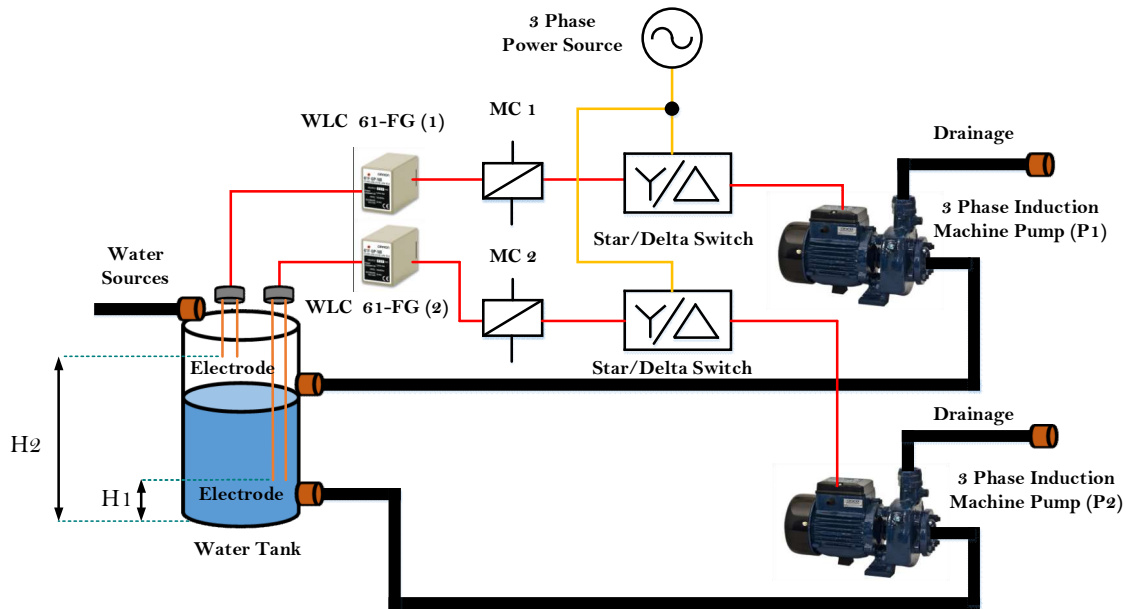 3 Phase
Power Source
MC 1
WLC 61-FG (1)
Drainage
3 Phase Induction
Machine Pump (P1)
Star/Delta Switch
Water
Sources
MC 2
WLC 61-FG (2)
Electrode
Star/Delta Switch
H2
Drainage
H1
Electrode
3 Phase Induction
Machine Pump (P2)
Water Tank